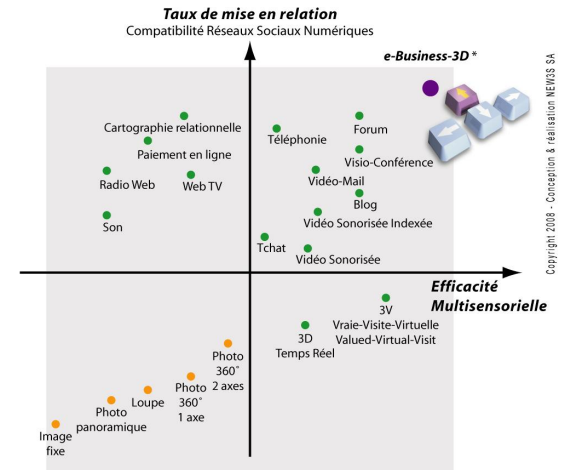 Taux de mise en relation
Compatibilité Réseaux Sociaux Numériques
e-Business-3D *
Cartographie relationnelle
Téléphonie
Forum
Paiement en ligne
Visio-Conférence
Radio Web
Web TV
Vidéo-Mail
Blog
Son
Vidéo Sonorisée Indexée
Tchat
Vidéo Sonorisée
Efficacité
Multisensorielle
3V
Vraie-Visite-Virtuelle
Valued-Virtual-Visit
3D
Temps Réel
Photo
360°
2 axes
Photo
360°
1 axe
Loupe
Photo
panoramique
Image
fixe
Copyright 2008 - Conception & réalisation NEW3S SA